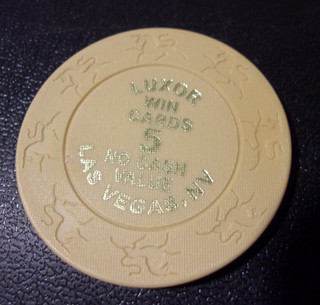 LUXOR
WIN
CARDS
5
NO CASH
VALUE
LAS VEGAS, NV